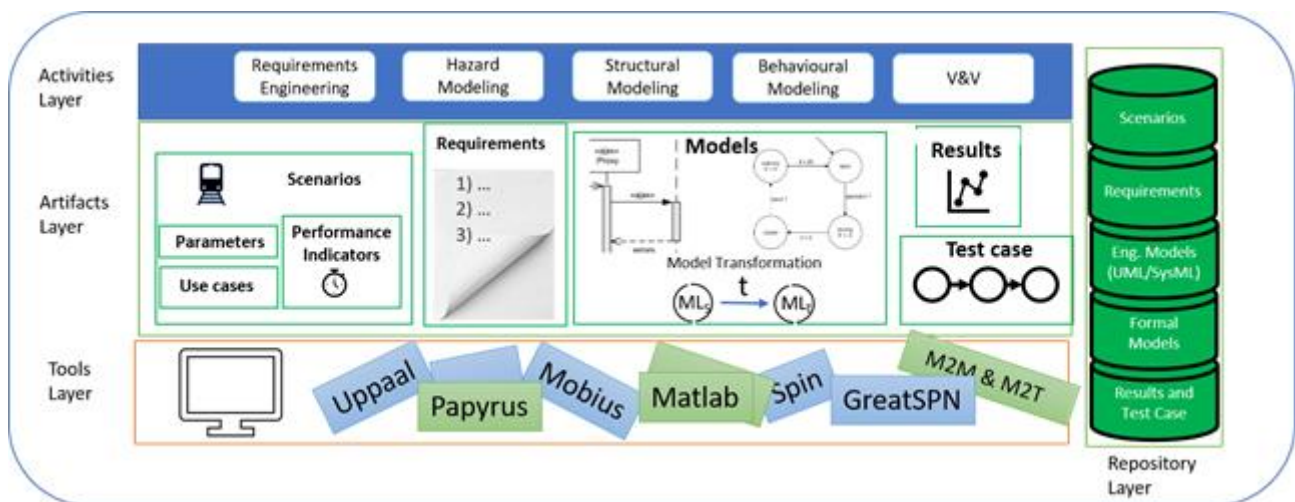 Activities
Layer
Requirements
Engineering
Hazard
Modeling
Structural
Modeling
Behavioural
Modeling
V&V
Artifacts
Layer
Scenarios
Parameters
Use cases
Performance
Indicators
Requirements
1) ...
2) ...
3) ...
Models
Model Transformation
t
MLs
MLt
Results
Test case
Tools
Layer
Uppaal
Papyrus
Mobius
Matlab
Spin
GreatSPN
M2M & M2T
Scenarios
Requirements
Eng. Models
(UML/SysML)
Formal
Models
Results and
Test Case
Repository
Layer